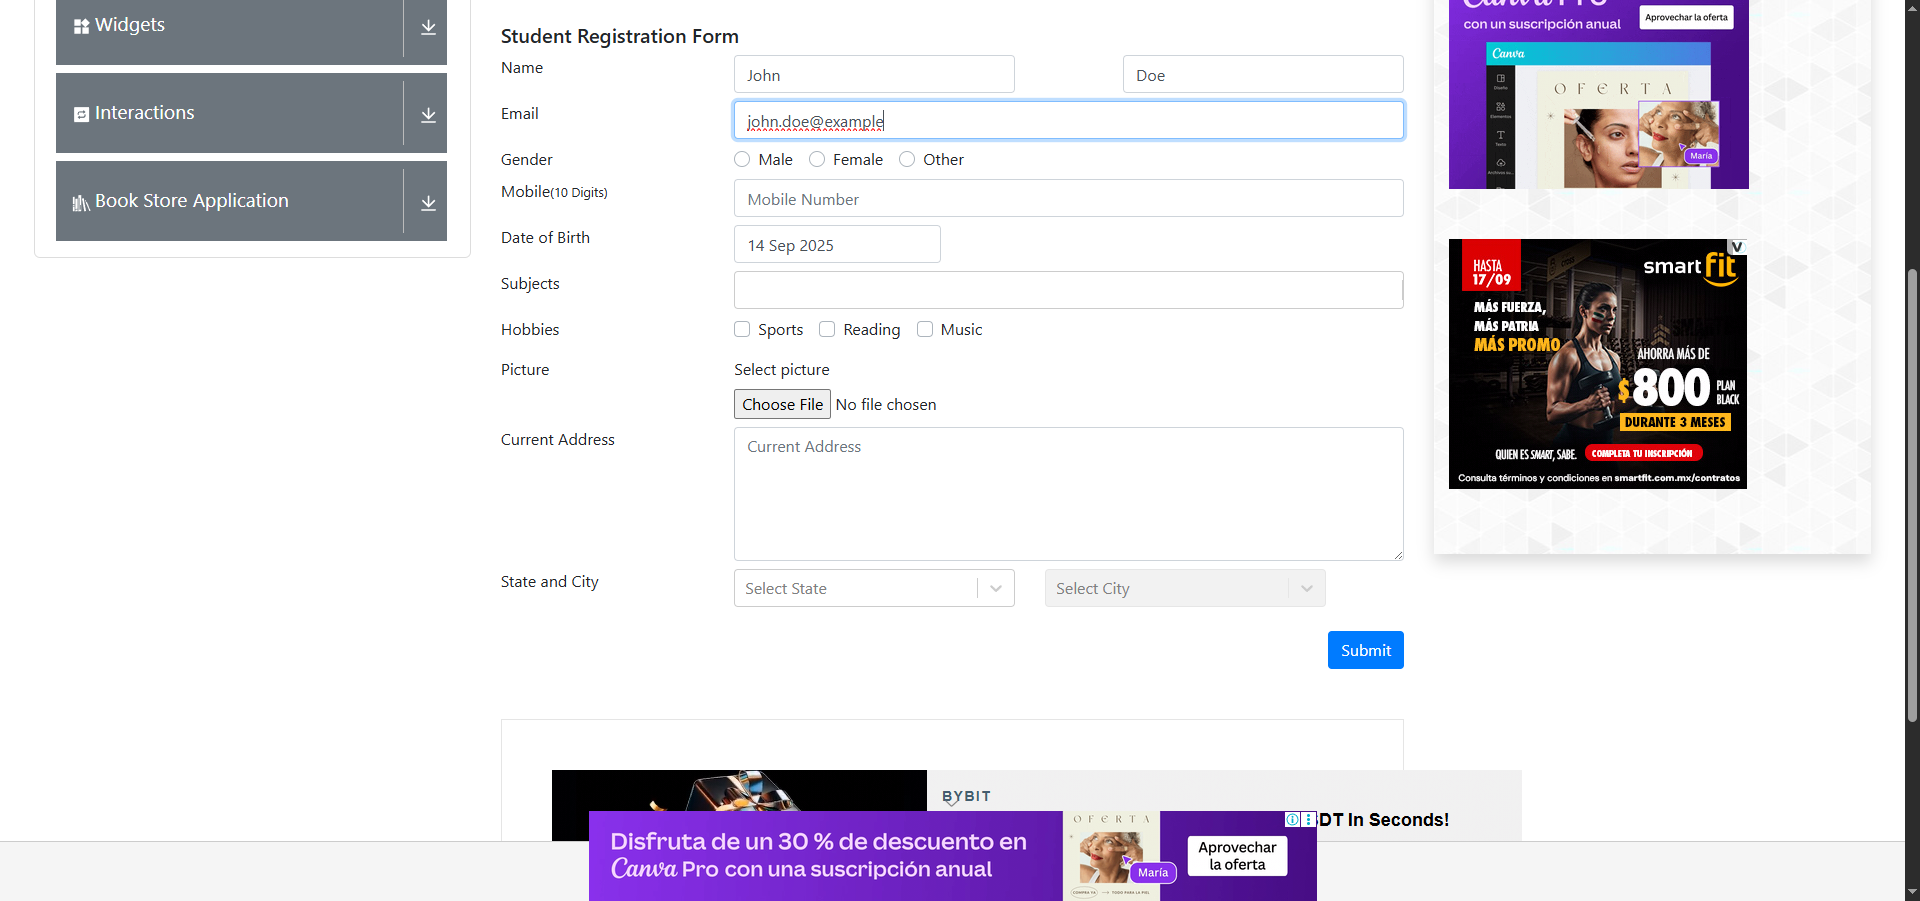 Widgets
Interactions
Book Store Application
Student Registration Form
Name
John
Doe
Email
john.doe@example
Gender
Male
Female
Other
Mobile(10 Digits)
Mobile Number
Date of Birth
14 Sep 2025
Subjects
Hobbies
Sports
Reading
Music
Picture
Select picture
Choose File
No file chosen
Current Address
Current Address
State and City
Select State
Select City
Submit
con un suscripción anual
Aprovechar la oferta
Canva
OFERTA
Diseño
Elementos
Texto
María
HASTA
17/09
smart fit
MÁS FUERZA,
MÁS PATRIA
MÁS PROMO
AHORRA MÁS DE
$800 PLAN
BLACK
DURANTE 3 MESES
QUIEN ES SMART, SABE.
COMPLETA TU INSCRIPCIÓN
Consulta términos y condiciones en smartfit.com.mx/contratos
BYBIT
DT In Seconds!
Disfruta de un 30 % de descuento en
Canva Pro con una suscripción anual
OFERTA
María
Aprovechar
la oferta